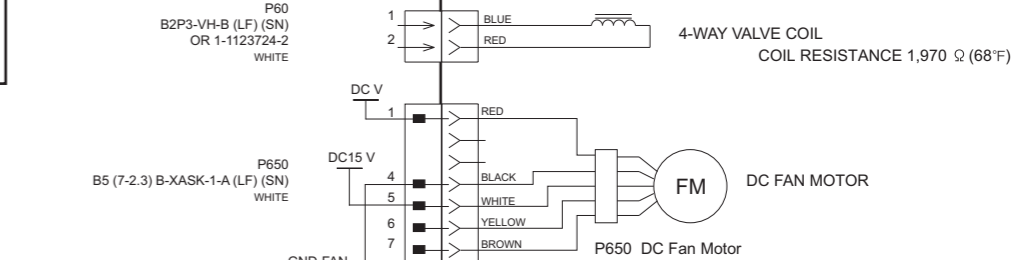 P60
B2P3-VH-B (LF) (SN)
OR 1-1123724-2
WHITE
1
BLUE
2
RED
4-WAY VALVE COIL
COIL RESISTANCE 1,970 Ω (68°F)
DC V
1
RED
P650
B5 (7-2.3) B-XASK-1-A (LF) (SN)
WHITE
DC15 V
4
BLACK
5
WHITE
6
YELLOW
7
BROWN
FM
DC FAN MOTOR
P650 DC Fan Motor
GND FAN